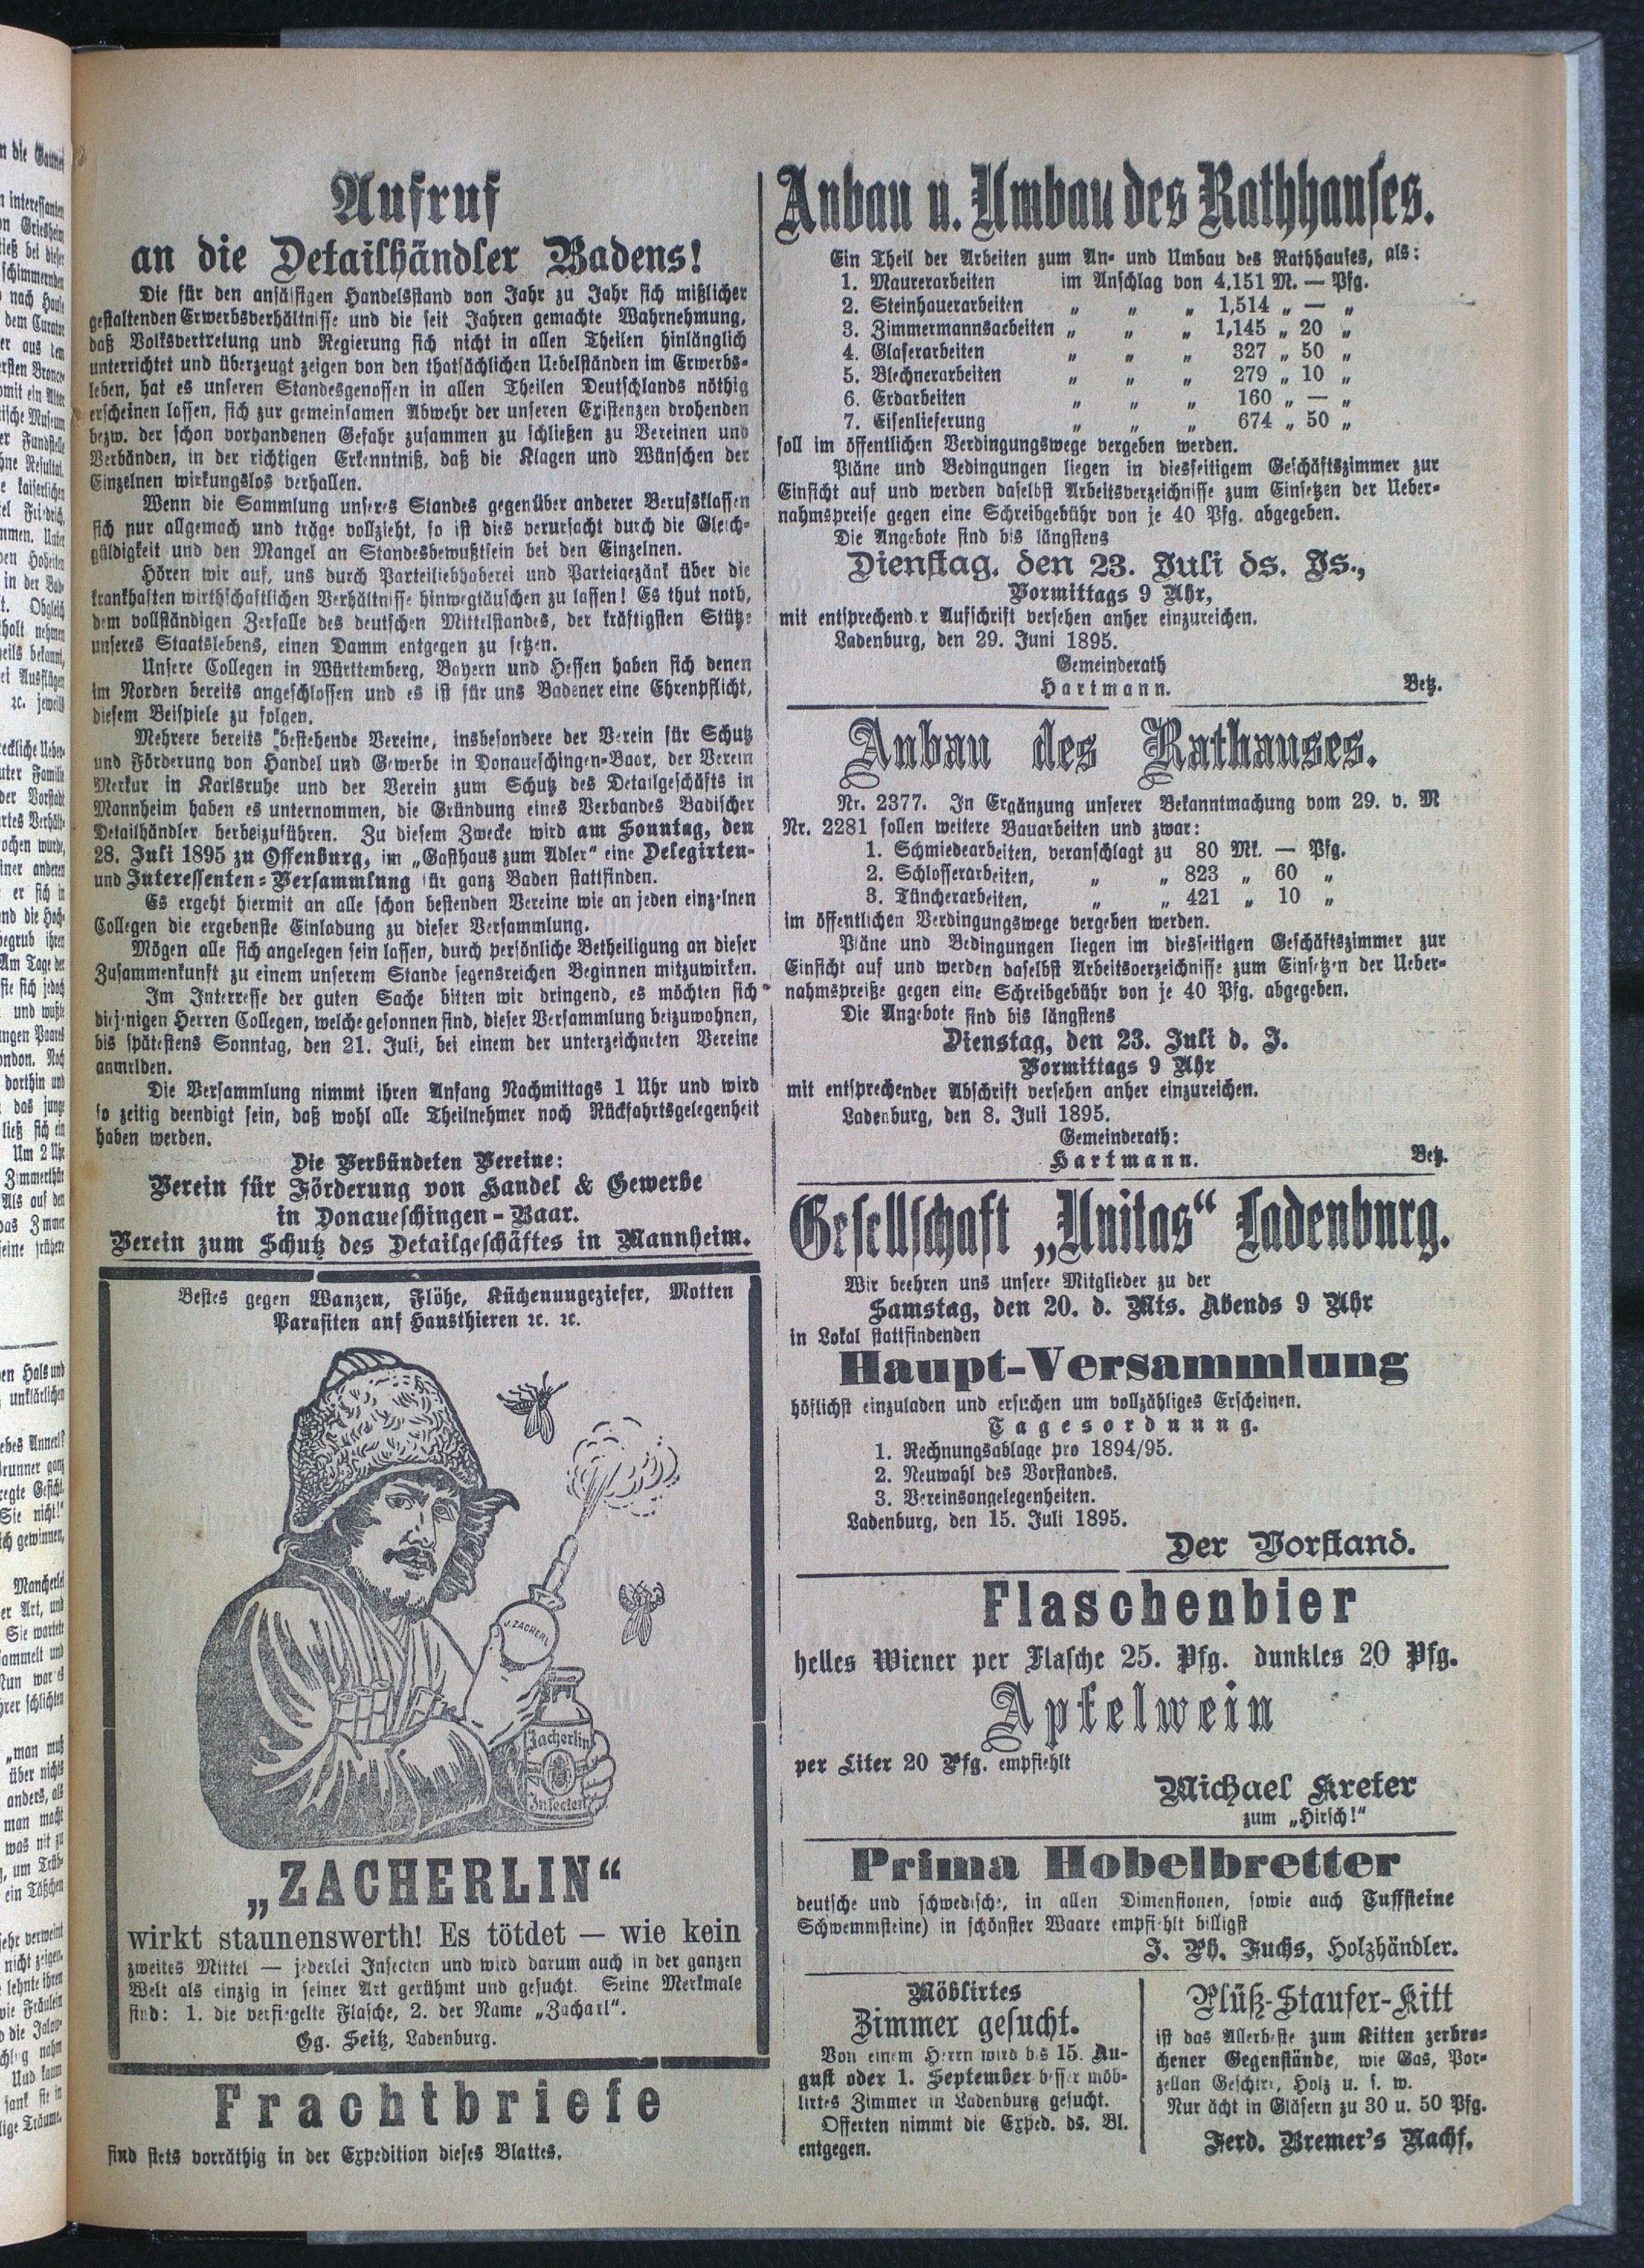 Aufruf
an die Detailhändler Badens!
Die für den ansässigen Handelsstand von Jahr zu Jahr sich mißlicher
gestaltenden Erwerbsverhältnisse und die seit Jahren gemachte Wahrnehmung,
daß Volksvertretung und Regierung sich nicht in allen Theilen hinlänglich
unterrichtet und überzeugt zeigen von den thatsächlichen Uebelständen im Erwerbs-
leben, hat es unseren Standesgenossen in allen Theilen Deutschlands nöthig
erscheinen lassen, sich zur gemeinsamen Abwehr der unseren Existenzen drohenden
bezw. der schon vorhandenen Gefahr zusammen zu schließen zu Vereinen und
Verbänden, in der richtigen Erkenntniß, daß die Klagen und Wünschen der
Einzelnen wirkungslos verhallen.
Wenn die Sammlung unseres Standes gegenüber anderer Berufsklassen
sich nur allgemach und träge vollzieht, so ist dies verursacht durch die Gleich-
güldigkeit und den Mangel an Standesbewußtsein bei den Einzelnen.
Hören wir auf, uns durch Parteiliebhaberei und Parteigezänk über die
krankhaften wirthschaftlichen Verhältnisse hinwegtäuschen zu lassen! Es thut noth,
dem vollständigen Zerfalle des deutschen Mittelstandes, der kräftigsten Stütze
unseres Staatslebens, einen Damm entgegen zu setzen.
Unsere Collegen in Württemberg, Bayern und Hessen haben sich denen
im Norden bereits angeschlossen und es ist für uns Badener eine Ehrenpflicht,
diesem Beispiele zu folgen.
Mehrere bereits bestehende Vereine, insbesondere der Verein für Schutz
und Förderung von Handel und Gewerbe in Donaueschingen-Baar, der Verein
Merkur in Karlsruhe und der Verein zum Schutz des Detailgeschäfts in
Mannheim haben es unternommen, die Gründung eines Verbandes Badischer
Detailhändler herbeizuführen. Zu diesem Zwecke wird am Sonntag, den
28. Juli 1895 zu Offenburg, im „Gasthaus zum Adler“ eine Delegirten-
und Interessenten-Versammlung für ganz Baden stattfinden.
Es ergeht hiermit an alle schon bestenden Vereine wie an jeden einzelnen
Collegen die ergebenste Einladung zu dieser Versammlung.
Mögen alle sich angelegen sein lassen, durch persönliche Betheiligung an dieser
Zusammenkunft zu einem unserem Stande segensreichen Beginnen mitzuwirken.
Im Interresse der guten Sache bitten wir dringend, es möchten sich
diejenigen Herren Collegen, welche gesonnen sind, dieser Versammlung beizuwohnen,
bis spätestens Sonntag, den 21. Juli, bei einem der unterzeichneten Vereine
anmelden.
Die Versammlung nimmt ihren Anfang Nachmittags 1 Uhr und wird
so zeitig deendigt sein, daß wohl alle Theilnehmer noch Rückfahrtsgelegenheit
haben werden.
Die Verbündeten Vereine:
Verein für Förderung von Handel & Gewerbe
in Donaueschingen-Baar.
Verein zum Schutz des Detailgeschäftes in Mannheim.
Bestes gegen Wanzen, Flöhe, Küchenungeziefer, Motten
Parasiten auf Hausthieren ꝛc. ꝛc.
J. ZACHERL
Zacherlin
Insecten
„ZACHERLIN“
wirkt staunenswerth! Es tötdet — wie kein
zweites Mittel — jederlei Insecten und wird darum auch in der ganzen
Welt als einzig in seiner Art gerühmt und gesucht. Seine Merkmale
sind: 1. die versiegelte Flasche, 2. der Name „Zacharl“.
Gg. Seitz, Ladenburg.
Frachtbriefe
sind stets vorräthig in der Expedition dieses Blattes.
Anbau u. Umbau des Rathhauses.
Ein Theil der Arbeiten zum An- und Umbau des Rathhauses, als:
1. Maurerarbeiten im Anschlag von 4,151 M. — Pfg.
2. Steinhauerarbeiten „ „ „ 1,514 „ — „
3. Zimmermannsarbeiten „ „ „ 1,145 „ 20 „
4. Glaserarbeiten „ „ „ 327 „ 50 „
5. Blechnerarbeiten „ „ „ 279 „ 10 „
6. Erdarbeiten „ „ „ 160 „ — „
7. Eisenlieferung „ „ „ 674 „ 50 „
soll im öffentlichen Verdingungswege vergeben werden.
Pläne und Bedingungen liegen in diesseitigem Geschäftszimmer zur
Einsicht auf und werden daselbst Arbeitsverzeichnisse zum Einsetzen der Ueber-
nahmspreise gegen eine Schreibgebühr von je 40 Pfg. abgegeben.
Die Angebote sind bis längstens
Dienstag, den 23. Juli ds. Js.,
Vormittags 9 Uhr,
mit entsprechend r Aufschrift versehen anher einzureichen.
Ladenburg, den 29. Juni 1895.
Gemeinderath
Hartmann. Betz.
Anbau des Rathauses.
Nr. 2377. In Ergänzung unserer Bekanntmachung vom 29. v. M
Nr. 2281 sollen weitere Bauarbeiten und zwar:
1. Schmiedearbeiten, veranschlagt zu 80 Mk. — Pfg.
2. Schlosserarbeiten, „ „ 823 „ 60 „
3. Tüncherarbeiten, „ „ 421 „ 10 „
im öffentlichen Verdingungswege vergeben werden.
Pläne und Bedingungen liegen im diesseitigen Geschäftszimmer zur
Einsicht auf und werden daselbst Arbeitsverzeichnisse zum Einsetzen der Ueber-
nahmspreiße gegen eine Schreibgebühr von je 40 Pfg. abgegeben.
Die Angebote sind bis längstens
Dienstag, den 23. Juli d. J.
Vormittags 9 Uhr
mit entsprechender Abschrift versehen anher einzureichen.
Ladenburg, den 8. Juli 1895.
Gemeinderath:
Hartmann. Betz.
Gesellschaft „Unitas“ Ladenburg.
Wir beehren uns unsere Mitglieder zu der
Samstag, den 20. d. Mts. Abends 9 Uhr
in Lokal stattfindenden
Haupt-Versammlung
höflichst einzuladen und ersuchen um vollzähliges Erscheinen.
Tagesordnung.
1. Rechnungsablage pro 1894/95.
2. Neuwahl des Vorstandes.
3. Vereinsangelegenheiten.
Ladenburg, den 15. Juli 1895.
Der Vorstand.
Flaschenbier
helles Wiener per Flasche 25. Pfg. dunkles 20 Pfg.
Apfelwein
per Liter 20 Pfg. empfiehlt
Michael Kreter
zum „Hirsch!“
Prima Hobelbretter
deutsche und schwedische, in allen Dimensionen, sowie auch Tuffsteine
Schwemmsteine) in schönster Waare empfiehlt billigst
J. Ph. Fuchs, Holzhändler.
Möblirtes
Zimmer gesucht.
Von einem Herrn wird bis 15. Au-
gust oder 1. September besser möb-
lirtes Zimmer in Ladenburg gesucht.
Offerten nimmt die Exped. ds. Bl.
entgegen.
Plüß-Staufer-Kitt
ist das Allerbeste zum Kitten zerbro-
chener Gegenstände, wie Gas, Por-
zellan Geschirr, Holz u. s. w.
Nur ächt in Gläsern zu 30 u. 50 Pfg.
Ferd. Bremer's Nachf.